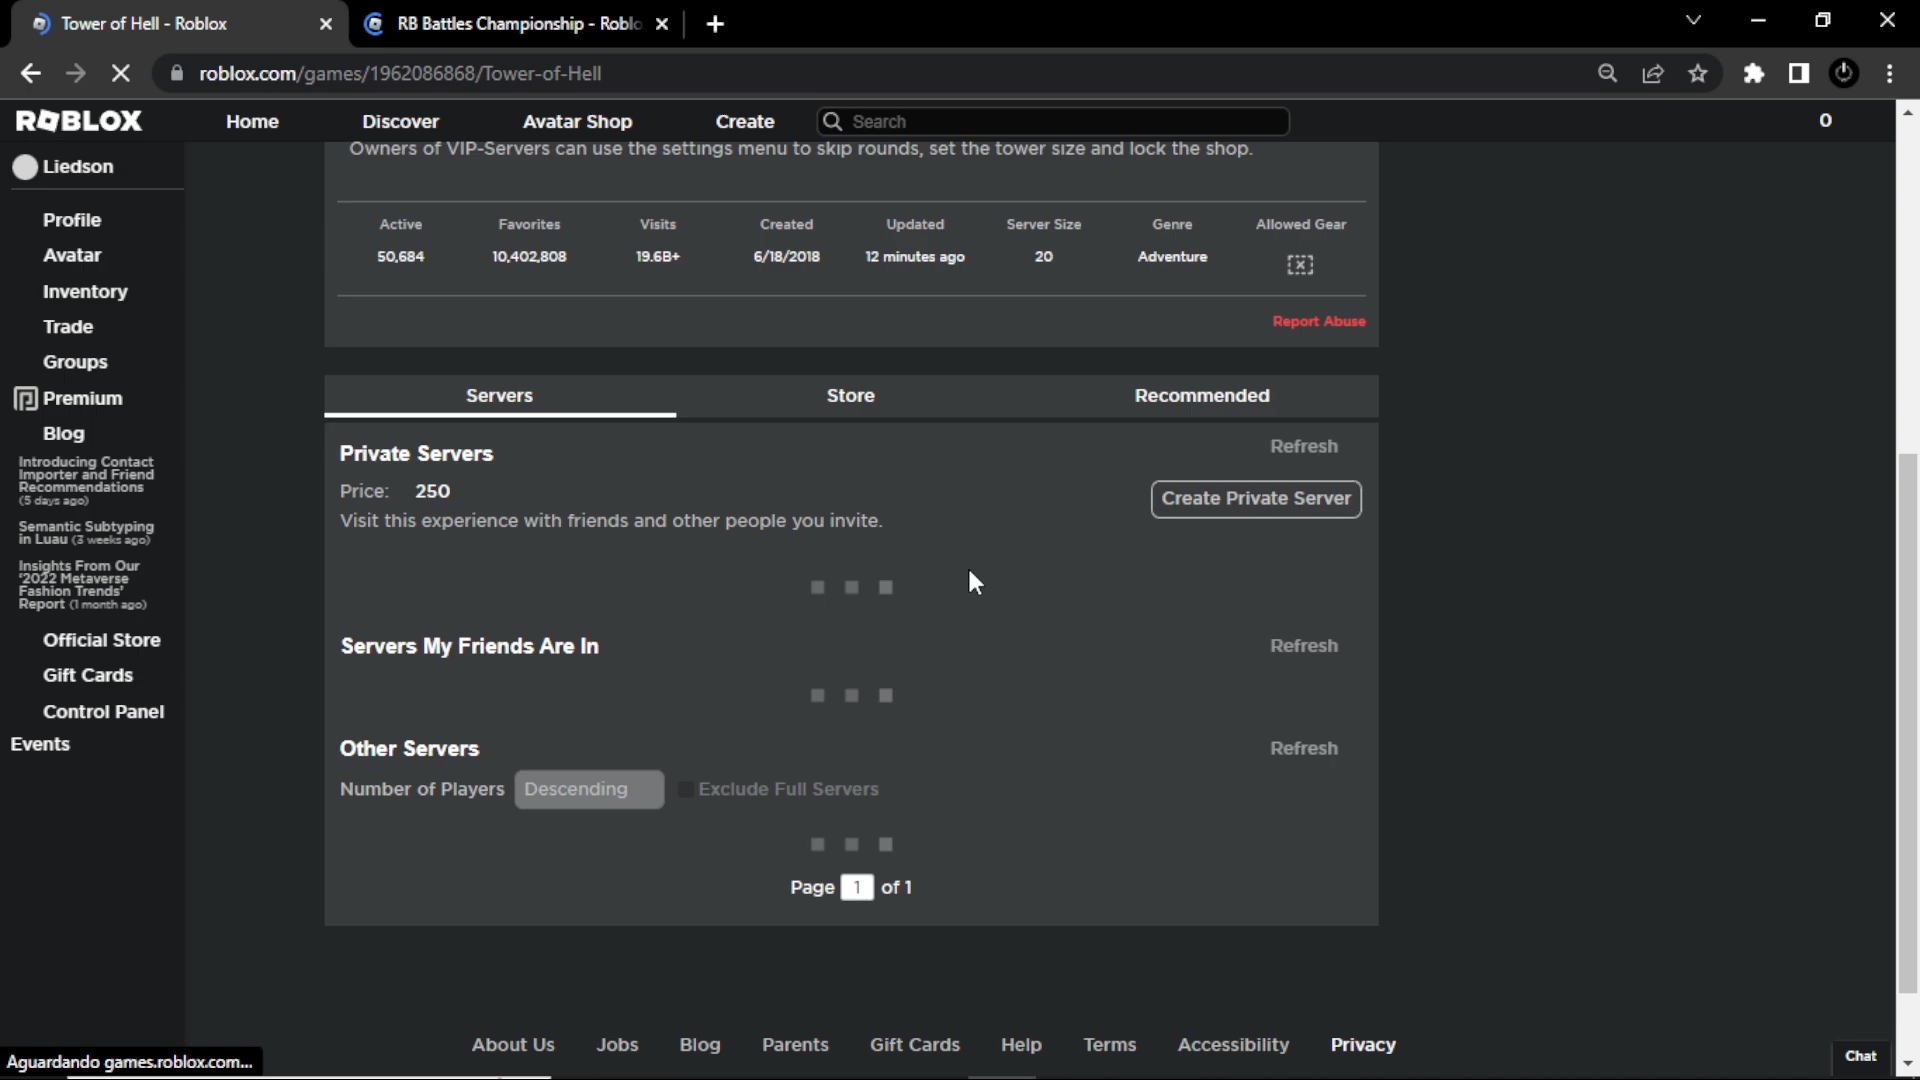 Tower of Hell - Roblox
RB Battles Championship - Roblo
roblox.com/games/1962086868/Tower-of-Hell
ROBLOX
Home
Discover
Avatar Shop
Create
Search
0
Liedson
Profile
Avatar
Inventory
Trade
Groups
Premium
Blog
Introducing Contact
Importer and Friend
Recommendations
(5 days ago)
Semantic Subtyping
in Luau (3 weeks ago)
Insights From Our
'2022 Metaverse
Fashion Trends'
Report (1 month ago)
Official Store
Gift Cards
Control Panel
Events
Owners of VIP-Servers can use the settings menu to skip rounds, set the tower size and lock the shop.
Active Favorites Visits Created Updated Server Size Genre Allowed Gear
50,684 10,402,808 19.6B+ 6/18/2018 12 minutes ago 20 Adventure
Report Abuse
Servers Store Recommended
Private Servers Refresh
Price: 250
Create Private Server
Visit this experience with friends and other people you invite.
Servers My Friends Are In Refresh
Other Servers Refresh
Number of Players Descending Exclude Full Servers
Page 1 of 1
About Us Jobs Blog Parents Gift Cards Help Terms Accessibility Privacy
Chat
Aguardando games.roblox.com...